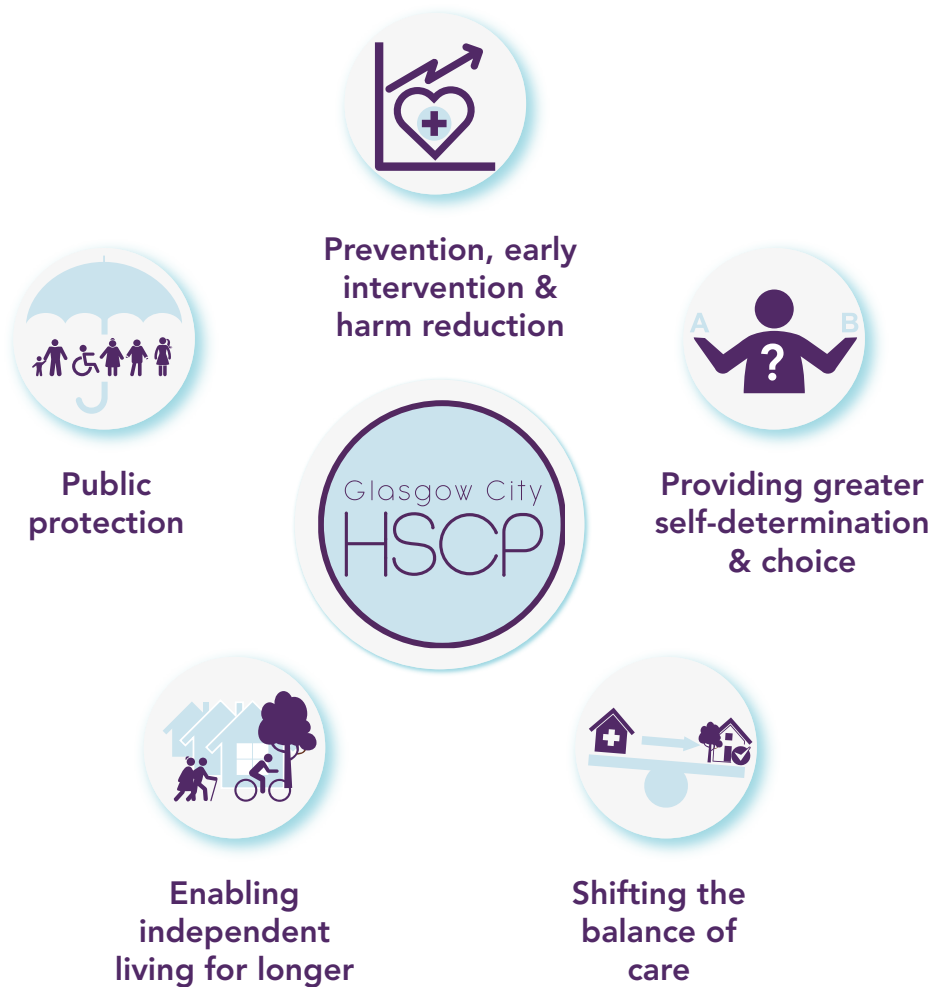 Prevention, early
intervention &
harm reduction
A
B
?
Public
protection
Glasgow City
HSCP
Providing greater
self-determination
& choice
Enabling
independent
living for longer
Shifting the
balance of
care